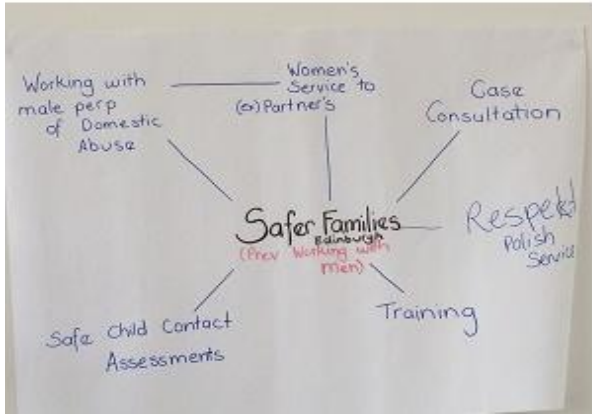 Working with
male perp
of Domestic
Abuse
Women's
Service to
(ex) Partner's
Case
Consultation
Safer Families
Edinburgh
(Prev Working with
Men)
Respekt
Polish
Service
Safe Child Contact
Assessments
Training